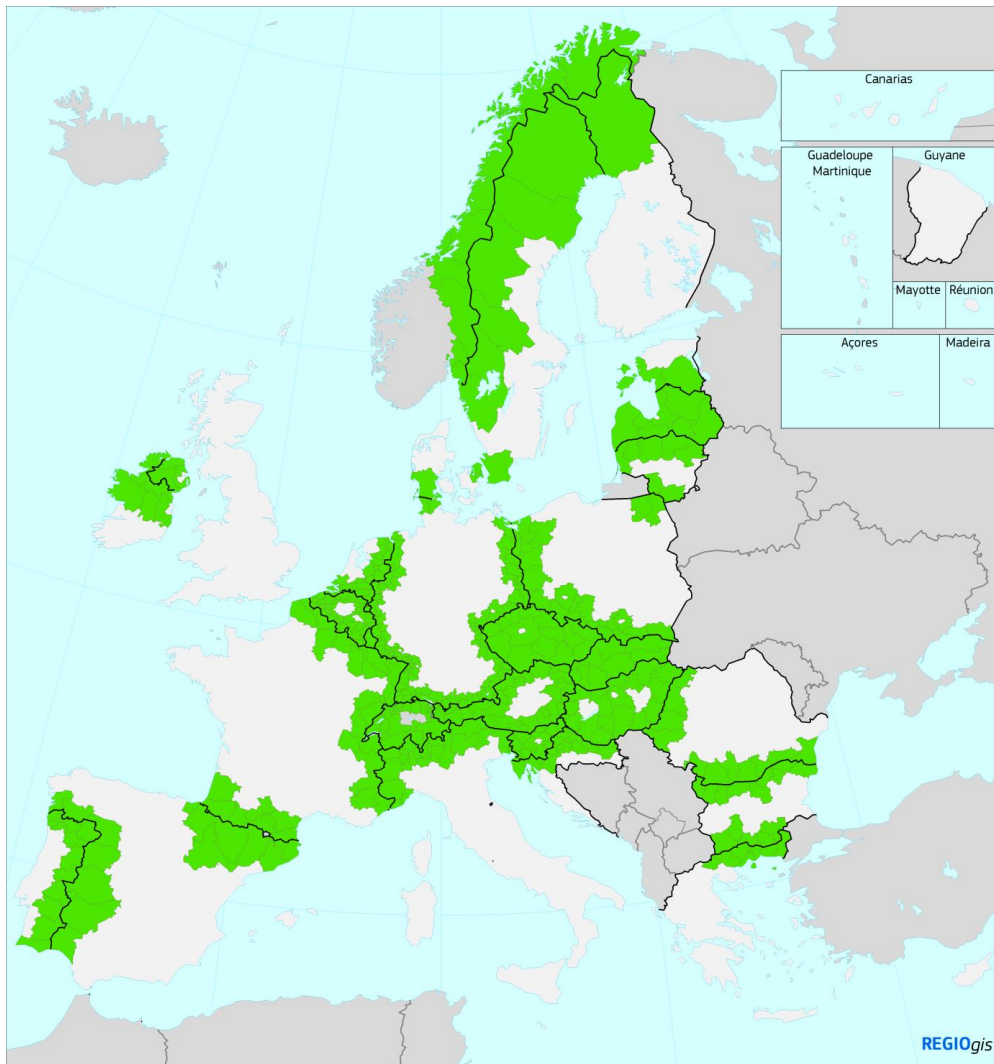 Canarias
Guadeloupe
Martinique
Guyane
Mayotte
Réunion
Açores
Madeira
REGIOgis